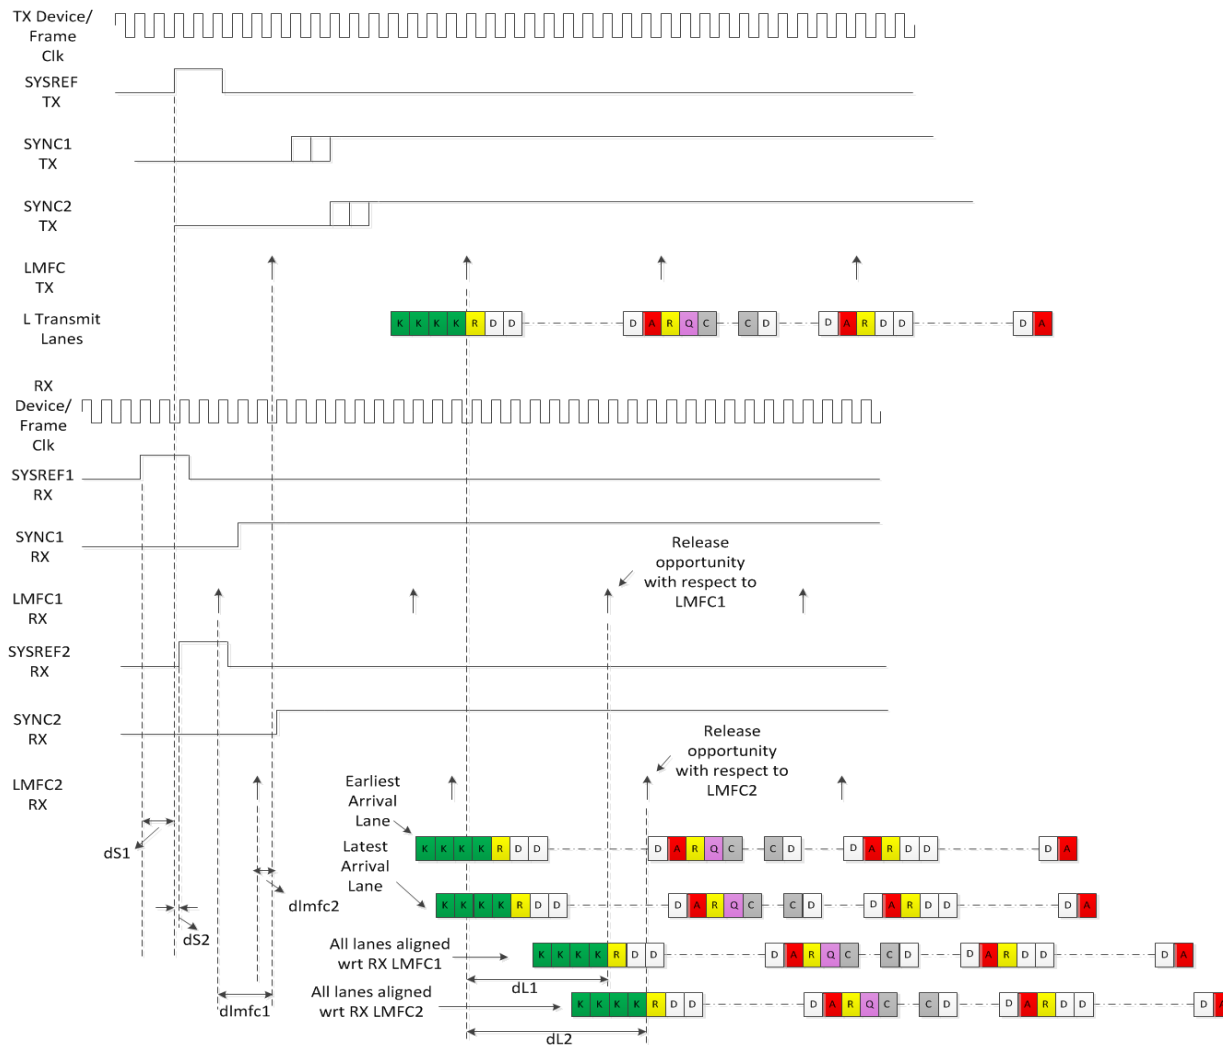 TX Device/
Frame
Clk
SYSREF
TX
SYNC1
TX
SYNC2
TX
LMFC
TX
L Transmit
Lanes
K K K K R D D D A R Q C C D D A R D D D A
RX
Device/
Frame
Clk
SYSREF1
RX
SYNC1
RX
Release
opportunity
with respect to
LMFC1
LMFC1
RX
SYSREF2
RX
SYNC2
RX
Release
opportunity
with respect to
LMFC2
LMFC2
RX
Earliest
Arrival
Lane
K K K K R D D D A R Q C C D D A R D D D A
dS1
Latest
Arrival
Lane
K K K K R D D D A R Q C C D D A R D D D A
dlmfc2
dS2
All lanes aligned
wrt RX LMFC1
K K K K R D D D A R Q C C D D A R D D D A
dL1
dlmfc1
All lanes aligned
wrt RX LMFC2
K K K K R D D D A R Q C C D D A R D D D A
dL2